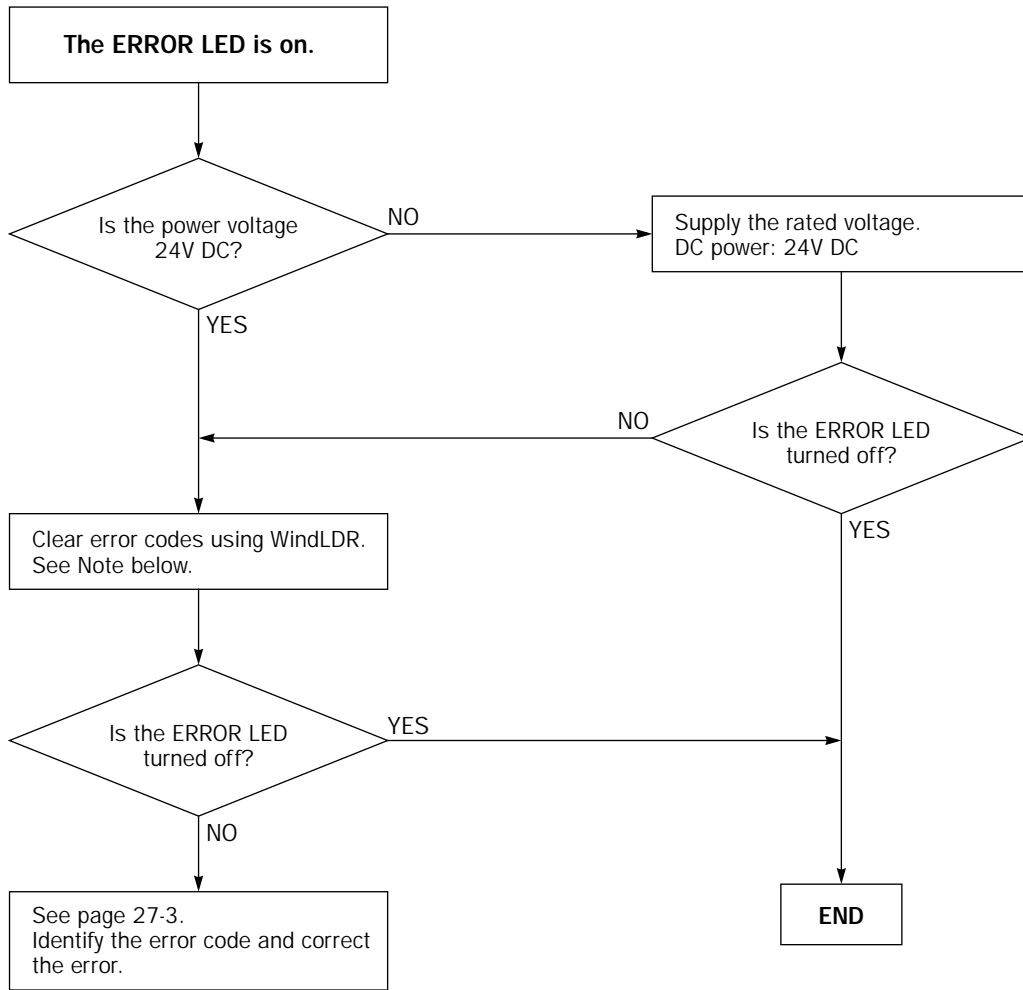 The ERROR LED is on.
Is the power voltage
24V DC?
NO
YES
Supply the rated voltage.
DC power: 24V DC
Is the ERROR LED
turned off?
NO
YES
Clear error codes using WindLDR.
See Note below.
Is the ERROR LED
turned off?
YES
NO
See page 27-3.
Identify the error code and correct
the error.
END